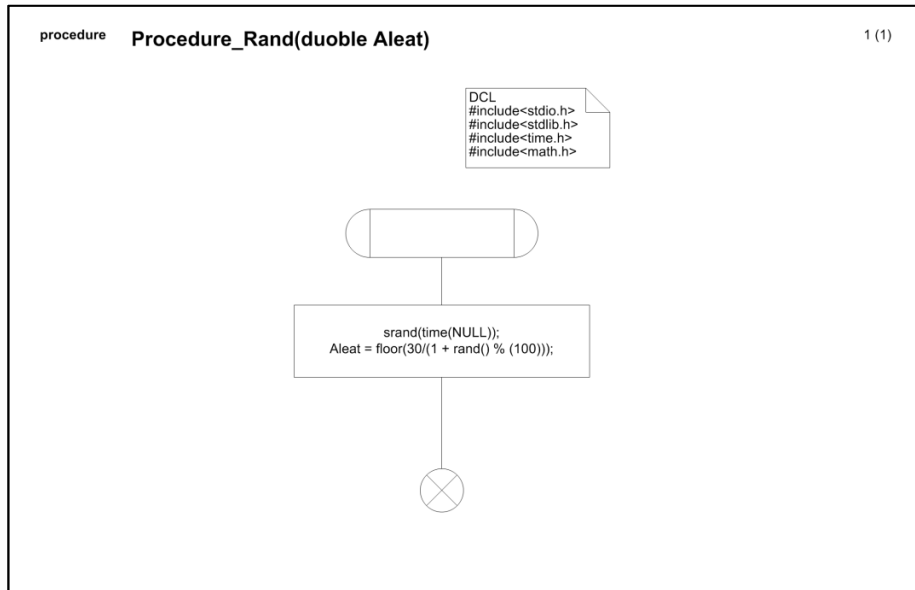 procedure Procedure_Rand(duoble Aleat) 1 (1)
DCL
#include<stdio.h>
#include<stdlib.h>
#include<time.h>
#include<math.h>
srand(time(NULL));
Aleat = floor(30/(1 + rand() % (100)));